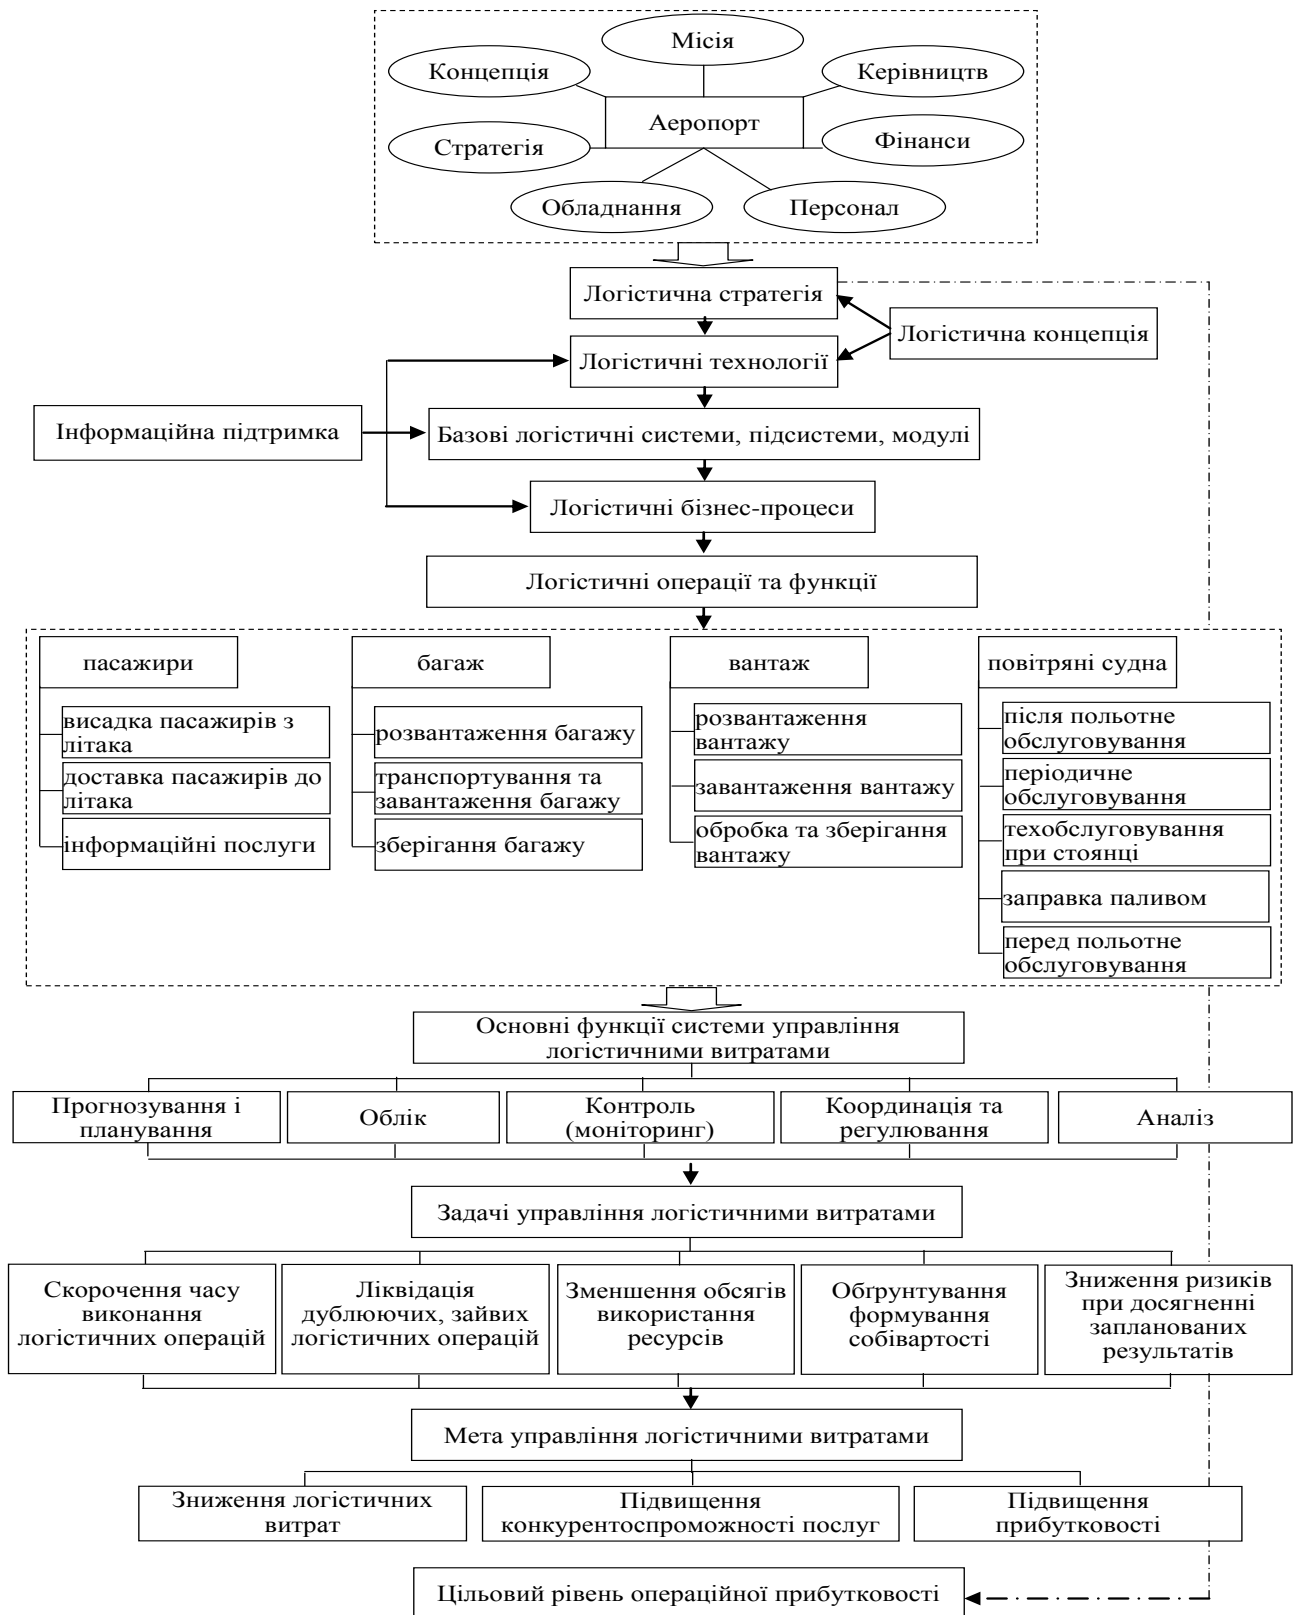 Місія
Концепція
Керівництв
Аеропорт
Стратегія
Фінанси
Обладнання
Персонал
Логістична стратегія
Логістична концепція
Логістичні технології
Інформаційна підтримка
Базові логістичні системи, підсистеми, модулі
Логістичні бізнес-процеси
Логістичні операції та функції
пасажири
висадка пасажирів з
літака
доставка пасажирів до
літака
інформаційні послуги
багаж
розвантаження багажу
транспортування та
завантаження багажу
зберігання багажу
вантаж
розвантаження
вантажу
завантаження вантажу
обробка та зберігання
вантажу
повітряні судна
після польотне
обслуговування
періодичне
обслуговування
техобслуговування
при стоянці
заправка паливом
перед польотне
обслуговування
Основні функції системи управління
логістичними витратами
Прогнозування і
планування
Облік
Контроль
(моніторинг)
Координація та
регулювання
Аналіз
Задачі управління логістичними витратами
Скорочення часу
виконання
логістичних операцій
Ліквідація
дублюючих, зайвих
логістичних операцій
Зменшення обсягів
використання
ресурсів
Обґрунтування
формування
собівартості
Зниження ризиків
при досягненні
запланованих
результатів
Мета управління логістичними витратами
Зниження логістичних
витрат
Підвищення
конкурентоспроможності послуг
Підвищення
прибутковості
Цільовий рівень операційної прибутковості